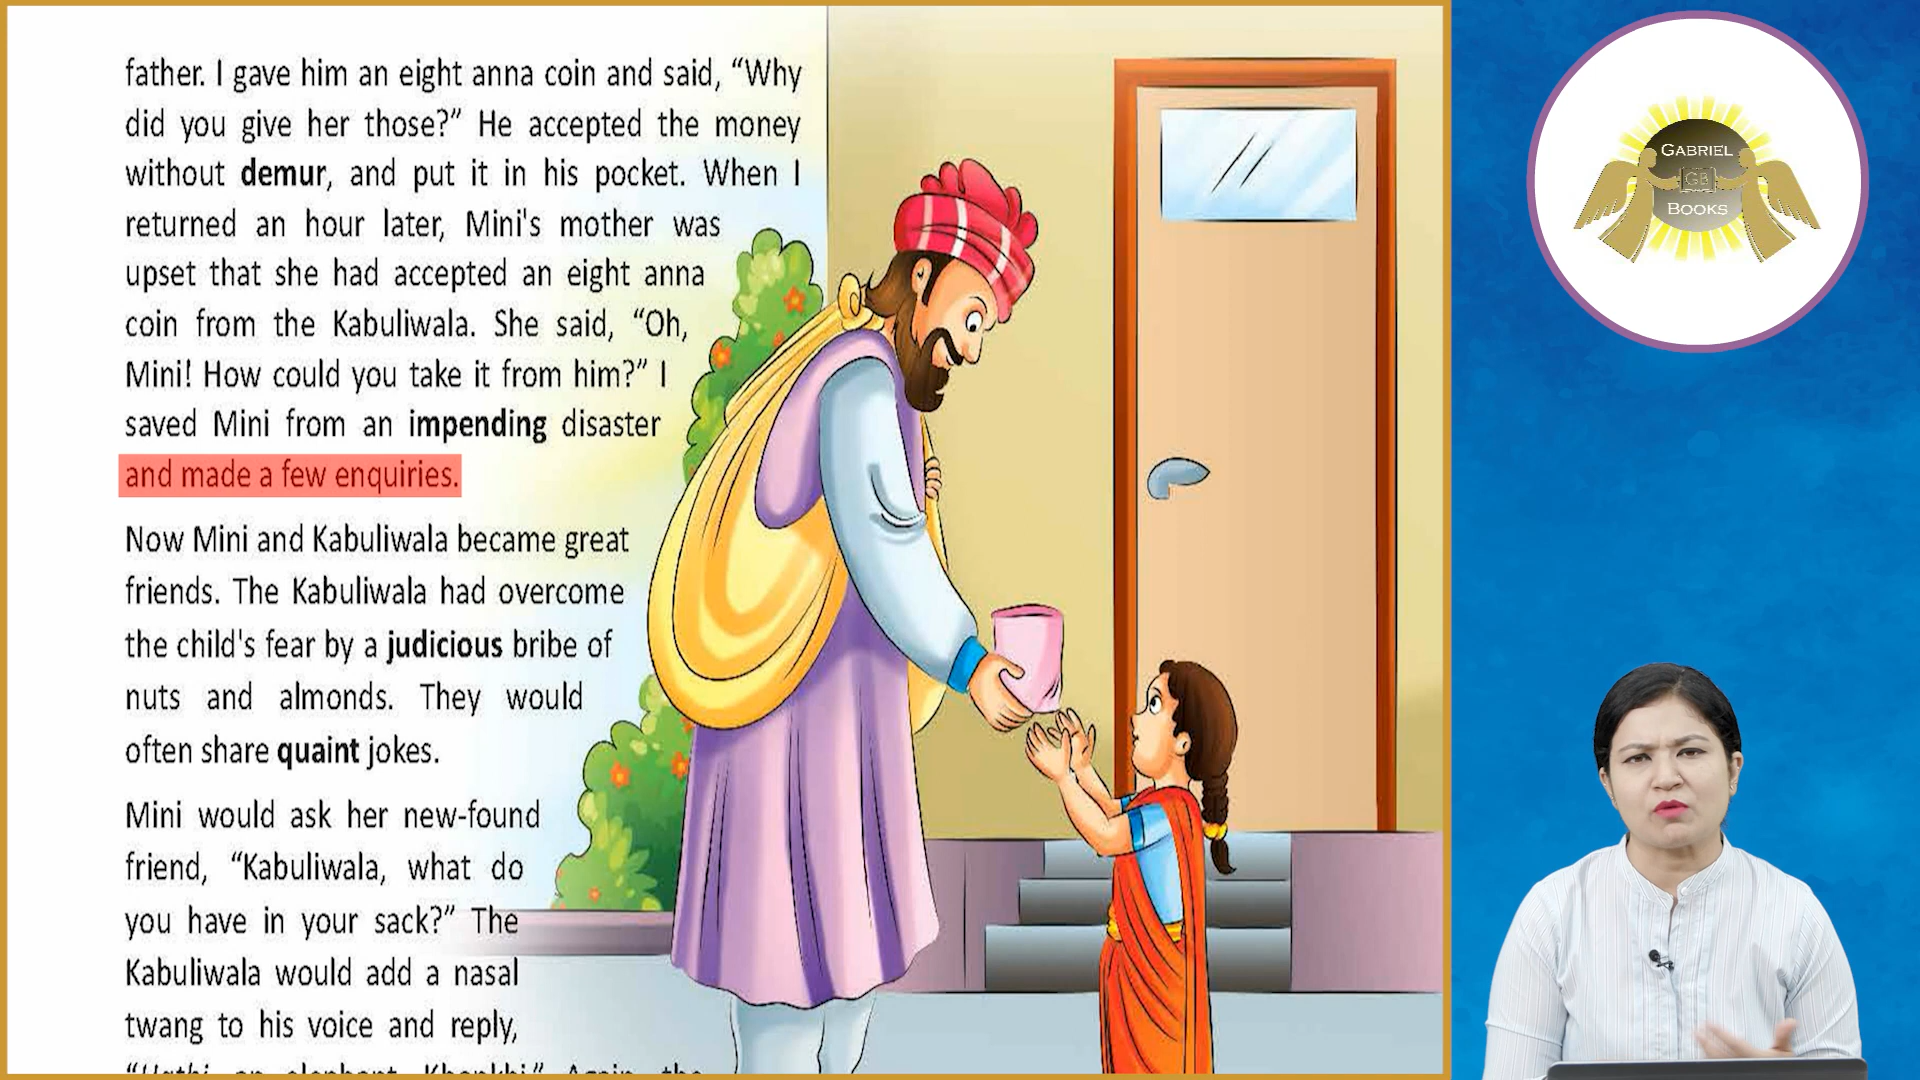 father. I gave him an eight anna coin and said, “Why
did you give her those?” He accepted the money
without demur, and put it in his pocket. When I
returned an hour later, Mini's mother was
upset that she had accepted an eight anna
coin from the Kabuliwala. She said, “Oh,
Mini! How could you take it from him?” I
saved Mini from an impending disaster
and made a few enquiries.
Now Mini and Kabuliwala became great
friends. The Kabuliwala had overcome
the child's fear by a judicious bribe of
nuts and almonds. They would
often share quaint jokes.
Mini would ask her new-found
friend, “Kabuliwala, what do
you have in your sack?” The
Kabuliwala would add a nasal
twang to his voice and reply,
GABRIEL
GB
BOOKS